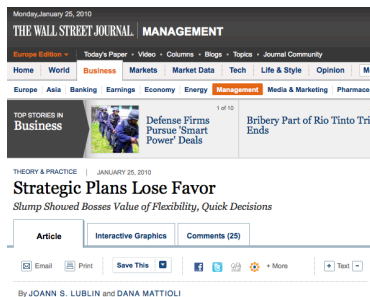 Monday,January 25, 2010
THE WALL STREET JOURNAL. MANAGEMENT
Europe Edition Today's Paper • Video • Columns • Blogs • Topics • Journal Community
Home World Business Markets Market Data Tech Life & Style Opinion
Europe Asia Banking Earnings Economy Energy Management Media & Marketing Pharmace
1 of 10
TOP STORIES IN
Business
Defense Firms
Pursue 'Smart
Power' Deals
Bribery Part of Rio Tinto Tri
Ends
THEORY & PRACTICE | JANUARY 25, 2010
Strategic Plans Lose Favor
Slump Showed Bosses Value of Flexibility, Quick Decisions
Article Interactive Graphics Comments (25)
Email Print Save This + More + Text -
By JOANN S. LUBLIN and DANA MATTIOLI